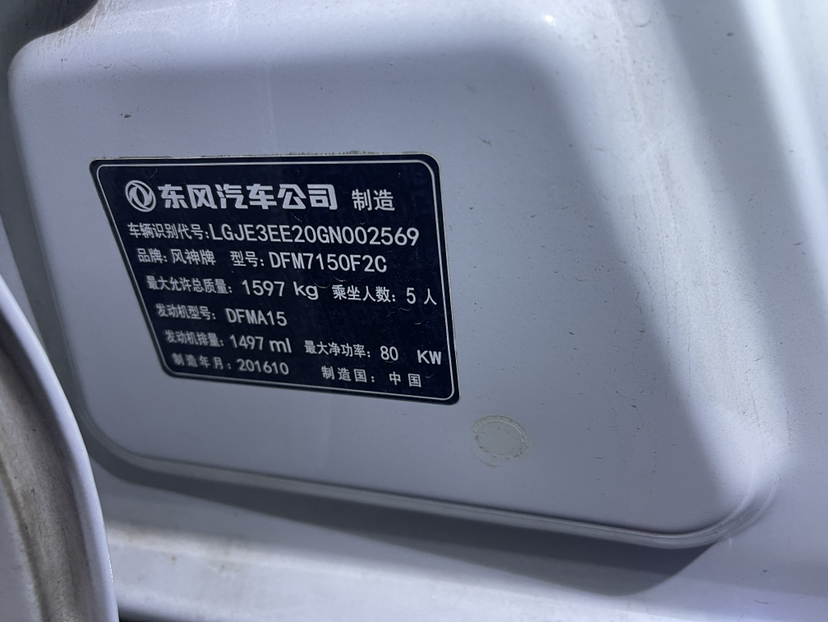 东风汽车公司 制造
车辆识别代号:LGJE3EE20GN002569
品牌:风神牌 型号:DFM7150F2C
最大允许总质量: 1597 kg 乘坐人数: 5 人
发动机型号: DFMA15
发动机排量: 1497 ml 最大净功率: 80 KW
制造年月: 201610 制造国: 中国